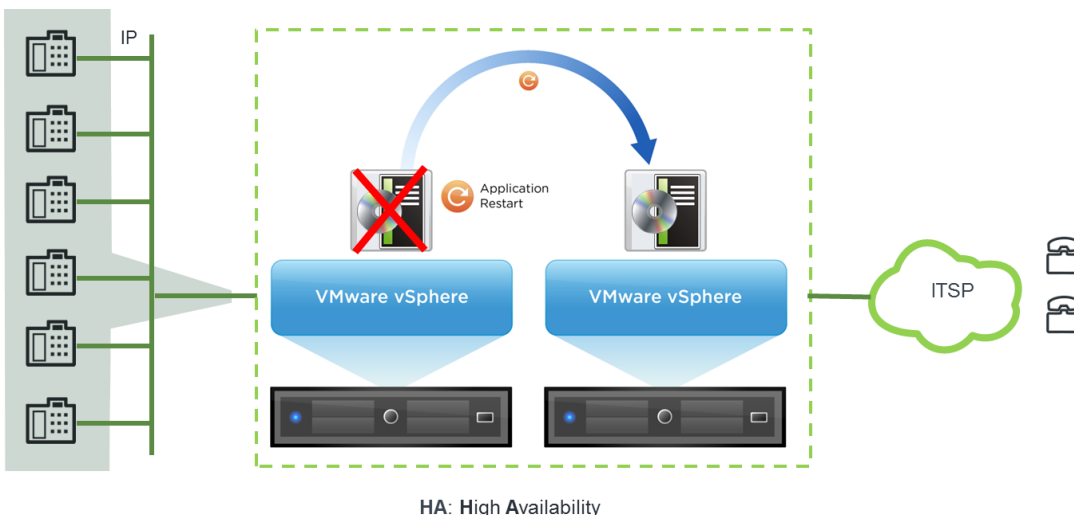 IP
Application
Restart
VMware vSphere
VMware vSphere
ITSP
HA: High Availability